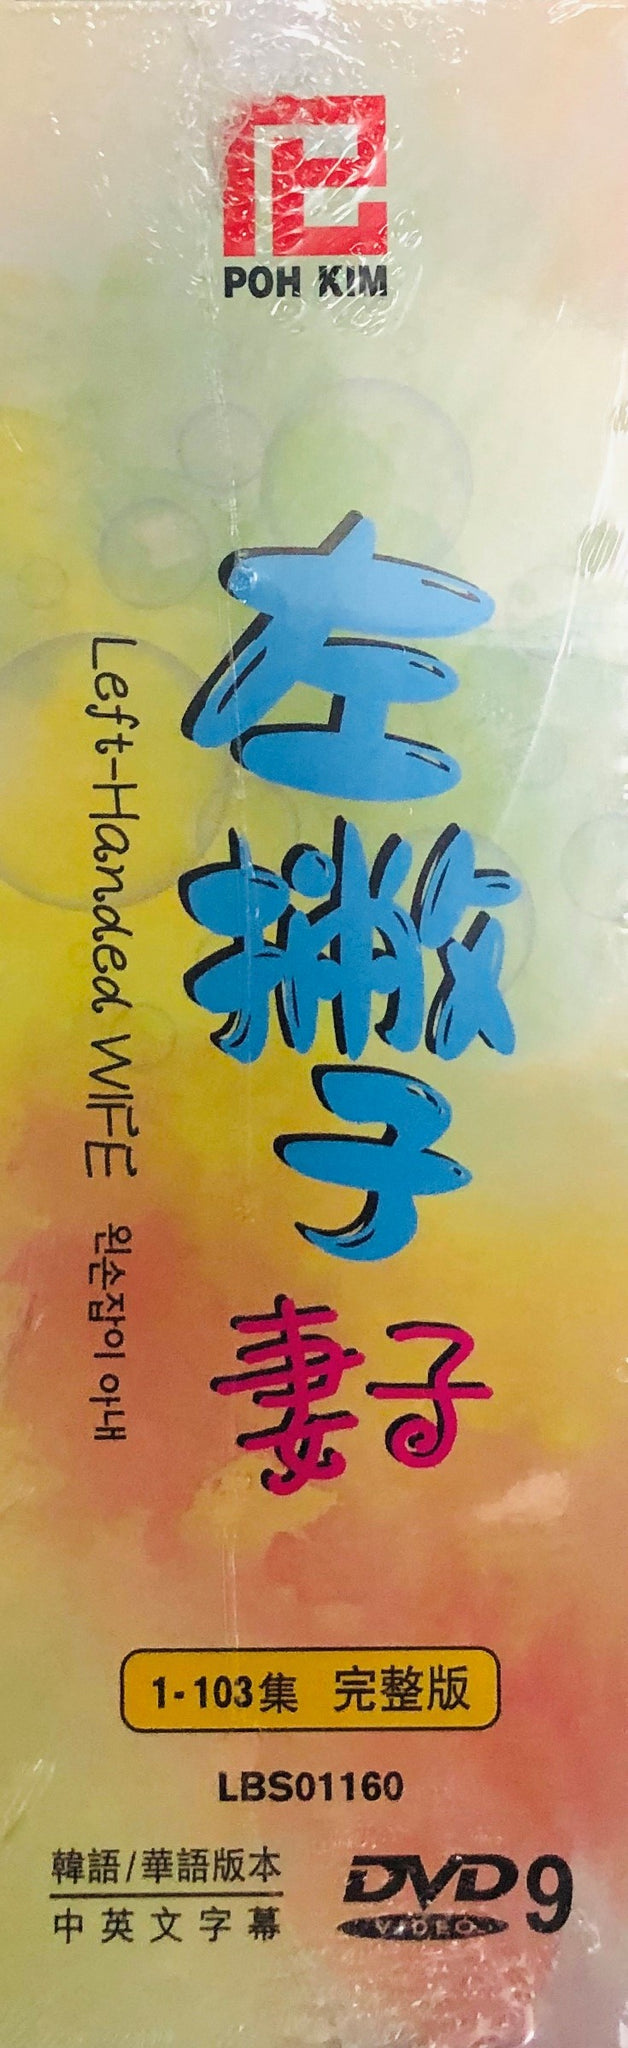 POH KIM
左撇子
妻子
Left-Handed WIFE 왼손잡이 아내
1-103集 完整版
LBS01160
韓語/華語版本
中英文字幕
DVD 9
VIDEO